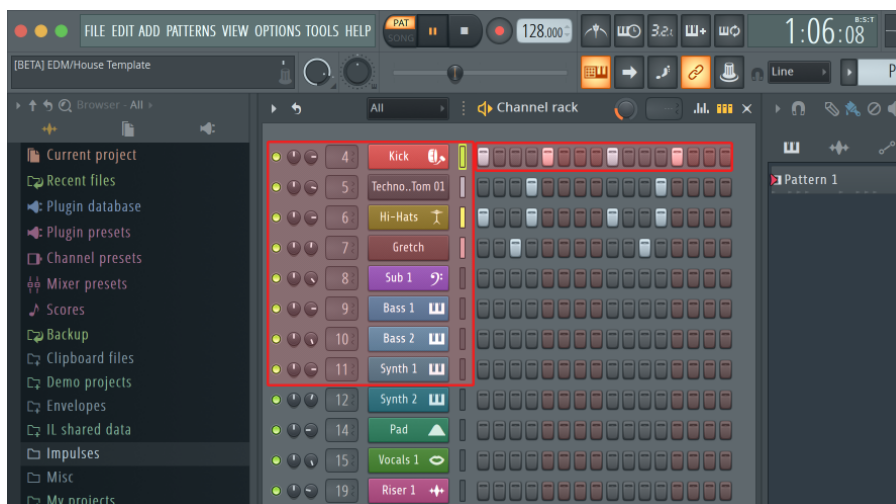 FILE EDIT ADD PATTERNS VIEW OPTIONS TOOLS HELP
PAT
SONG
128.000
3.2.1
1:06:08
B:S:T
[BETA] EDM/House Template
Line
P
Browser - All
All
Channel rack
Current project
Recent files
Plugin database
Plugin presets
Channel presets
Mixer presets
Scores
Backup
Clipboard files
Demo projects
Envelopes
IL shared data
Impulses
Misc
My projects
4 Kick
5 Techno..Tom 01
6 Hi-Hats
7 Gretch
8 Sub 1
9 Bass 1
10 Bass 2
11 Synth 1
12 Synth 2
14 Pad
15 Vocals 1
19 Riser 1
Pattern 1